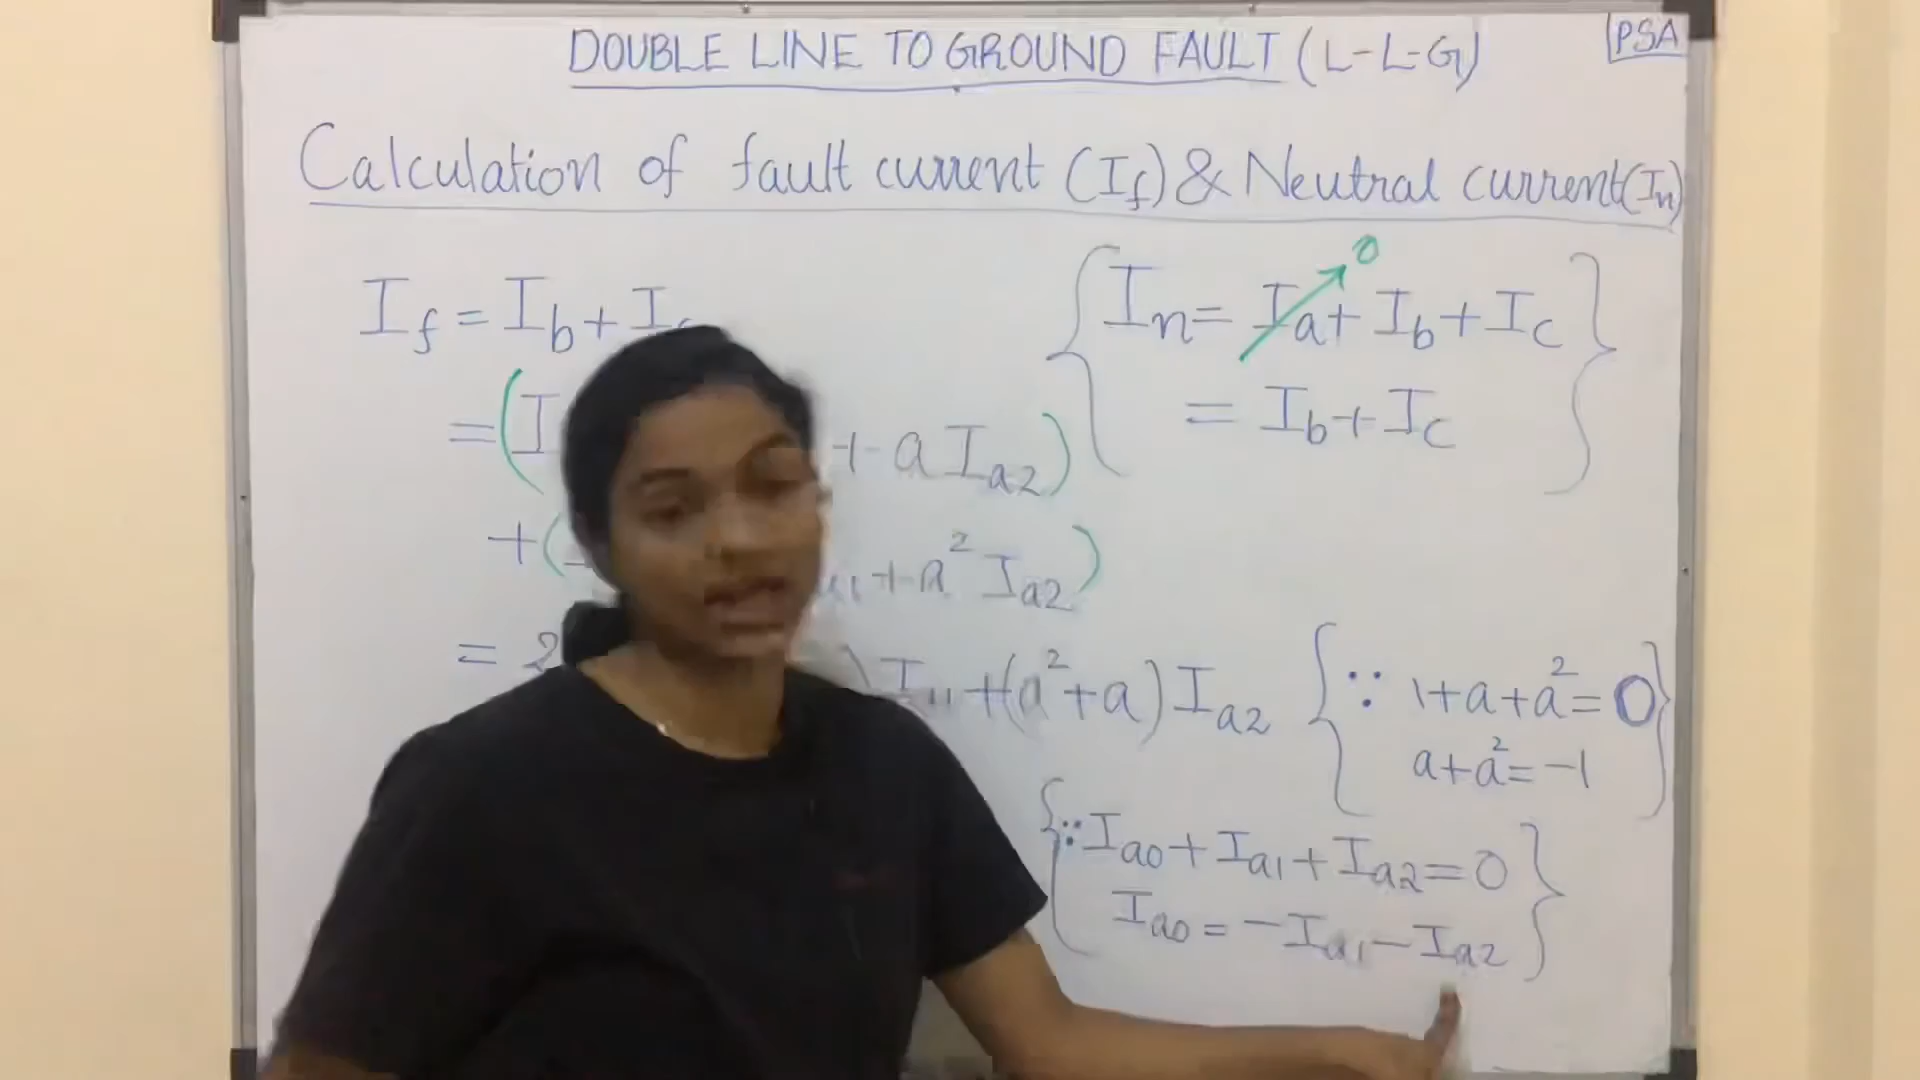 DOUBLE LINE TO GROUND FAULT (L-L-G)
PSA
Calculation of fault current (If) & Neutral current (In)
If = Ib + I
= (I + a Ia2)
+ ( + a² Ia2)
= 2 ) I + (a² + a) Ia2
{ In = Ia + Ib + Ic }
0
= Ib + Ic
{ ∵ 1 + a + a² = 0 }
a + a² = -1
{ ∵ Ia0 + Ia1 + Ia2 = 0 }
Ia0 = - Ia1 - Ia2